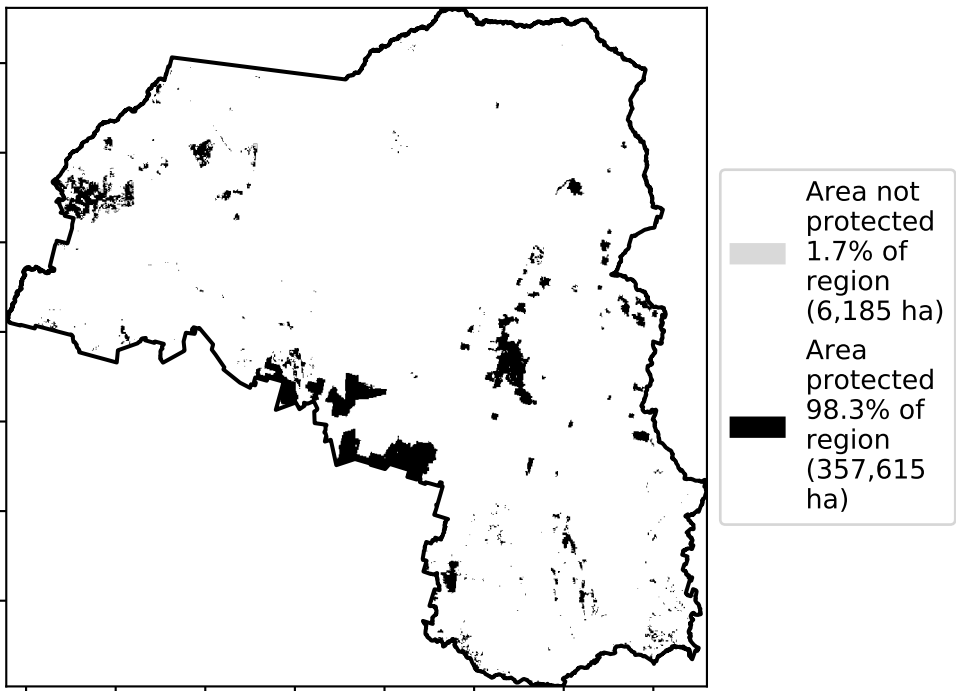 Area not
protected
1.7% of
region
(6,185 ha)
Area
protected
98.3% of
region
(357,615
ha)